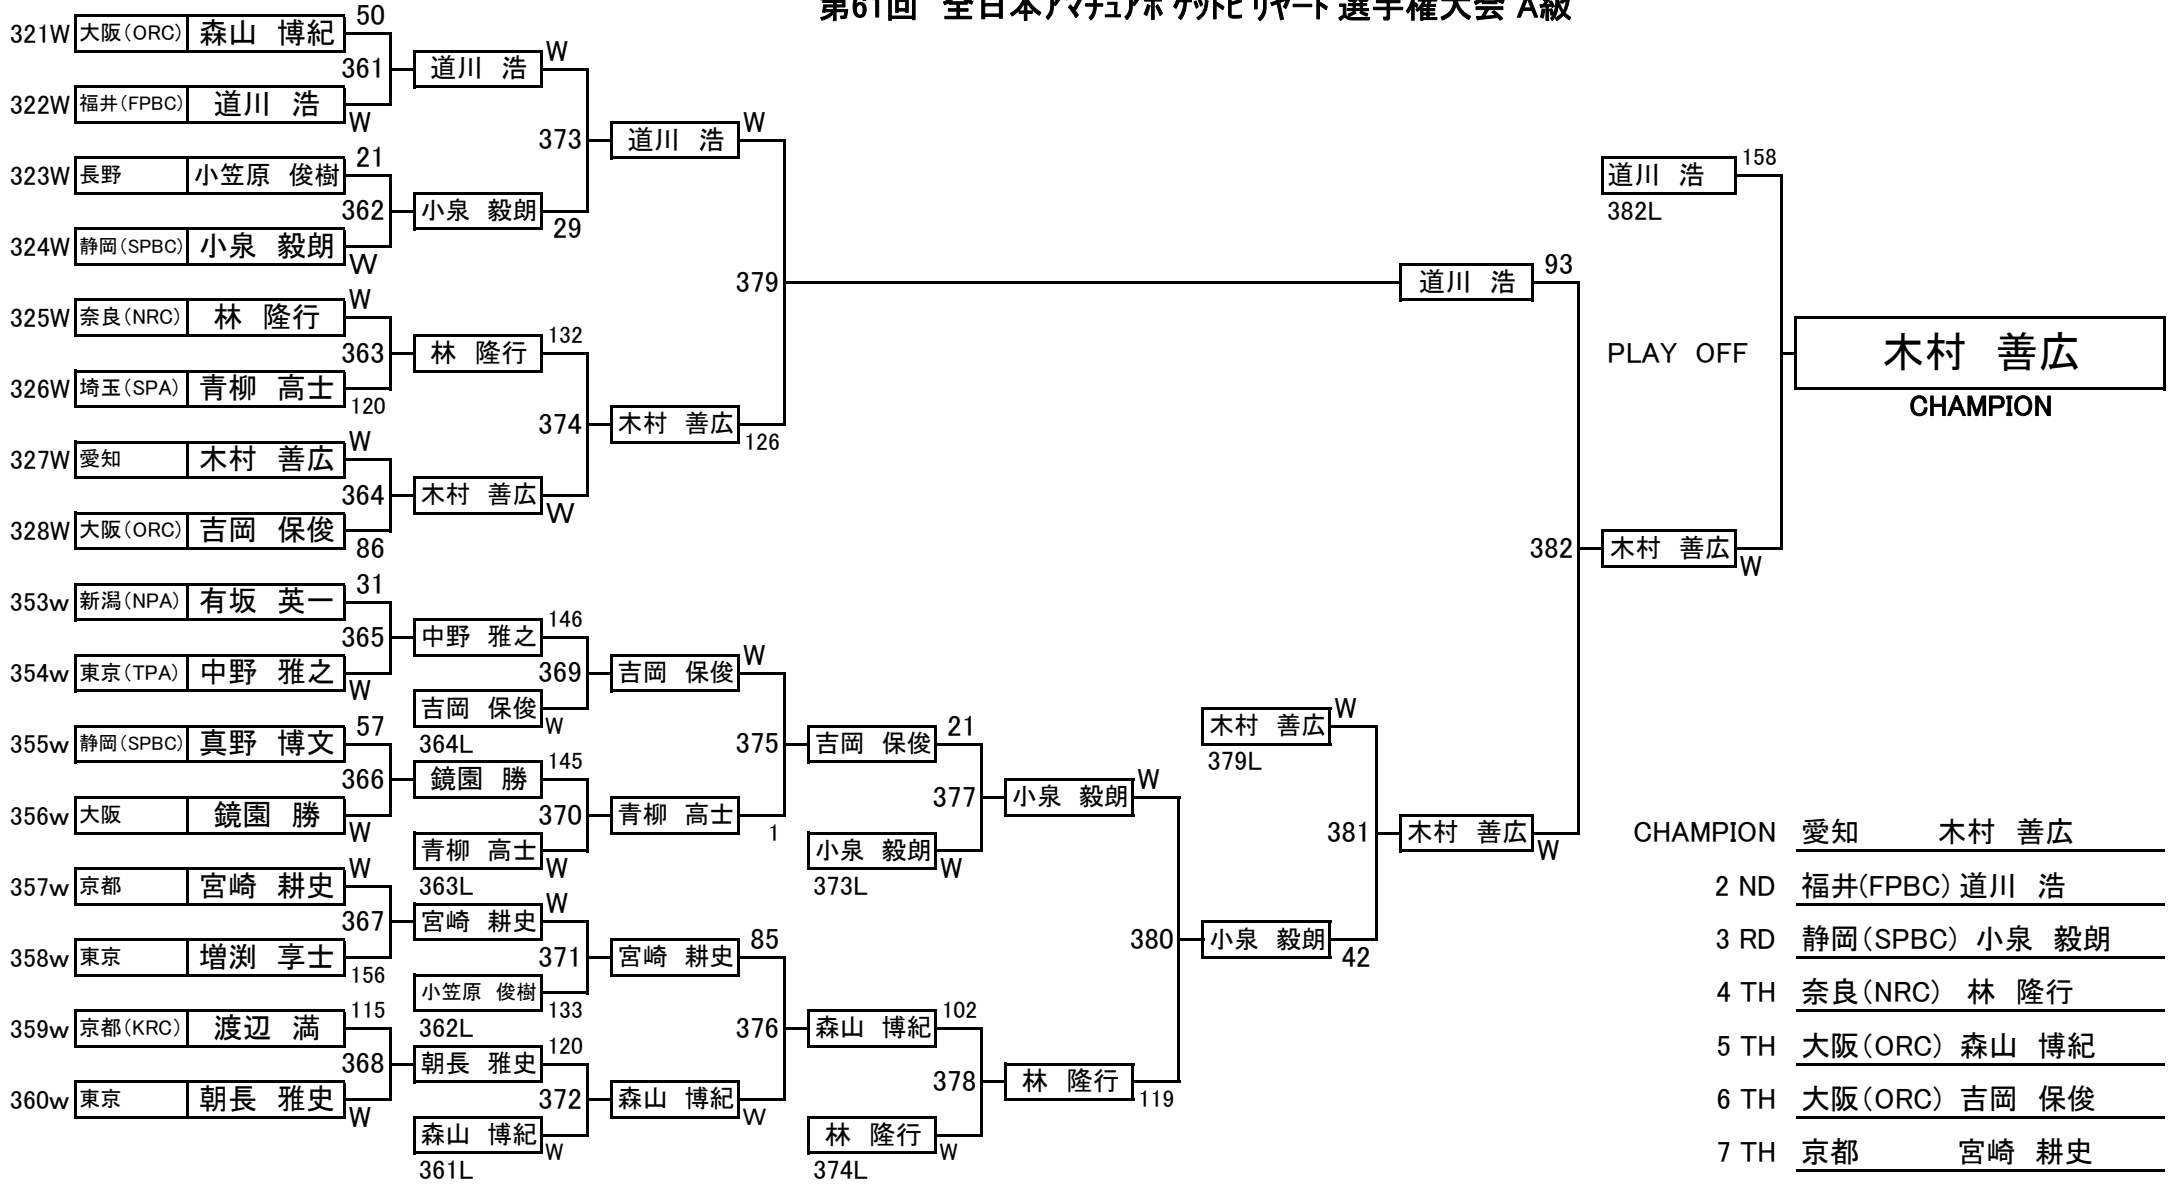 第61回 全日本アマチュアポケットビリヤード選手権大会 A級
321W 大阪(ORC) 森山 博紀 50
361 道川 浩 W
322W 福井(FPBC) 道川 浩 W
373 道川 浩 W
323W 長野 小笠原 俊樹 21
362 小泉 毅朗 29
324W 静岡(SPBC) 小泉 毅朗 W
379 道川 浩 93
325W 奈良(NRC) 林 隆行 W
363 林 隆行 132
326W 埼玉(SPA) 青柳 高士 120
374 木村 善広 126
327W 愛知 木村 善広 W
364 木村 善広 W
328W 大阪(ORC) 吉岡 保俊 86
道川 浩 158
382L
PLAY OFF
木村 善広
CHAMPION
382 木村 善広 W
353w 新潟(NPA) 有坂 英一 31
365 中野 雅之 146
354w 東京(TPA) 中野 雅之 W
369 吉岡 保俊 W
吉岡 保俊 W
364L
355w 静岡(SPBC) 真野 博文 57
366 鏡園 勝 145
356w 大阪 鏡園 勝 W
370 青柳 高士 1
青柳 高士 W
363L
375 吉岡 保俊 21
377 小泉 毅朗 W
小泉 毅朗 W
373L
357w 京都 宮崎 耕史 W
367 宮崎 耕史 W
358w 東京 増渕 享士 156
371 宮崎 耕史 85
小笠原 俊樹 133
362L
359w 京都(KRC) 渡辺 満 115
368 朝長 雅史 120
360w 東京 朝長 雅史 W
372 森山 博紀 W
森山 博紀 W
361L
376 森山 博紀 102
378 林 隆行 119
林 隆行 W
374L
木村 善広 W
379L
381 木村 善広 W
380 小泉 毅朗 42
CHAMPION 愛知 木村 善広
2 ND 福井(FPBC) 道川 浩
3 RD 静岡(SPBC) 小泉 毅朗
4 TH 奈良(NRC) 林 隆行
5 TH 大阪(ORC) 森山 博紀
6 TH 大阪(ORC) 吉岡 保俊
7 TH 京都 宮崎 耕史